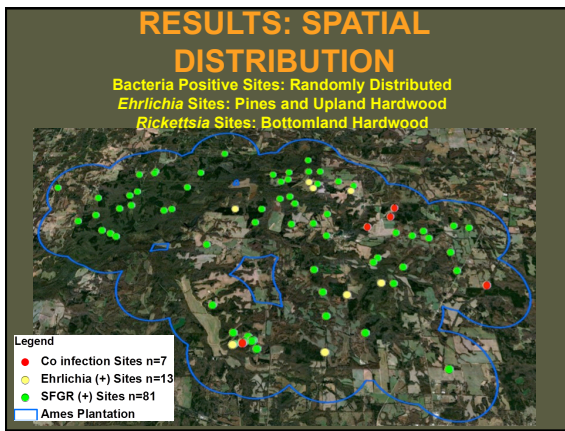 RESULTS: SPATIAL
DISTRIBUTION
Bacteria Positive Sites: Randomly Distributed
Ehrlichia Sites: Pines and Upland Hardwood
Rickettsia Sites: Bottomland Hardwood
Legend
Co infection Sites n=7
Ehrlichia (+) Sites n=13
SFGR (+) Sites n=81
Ames Plantation